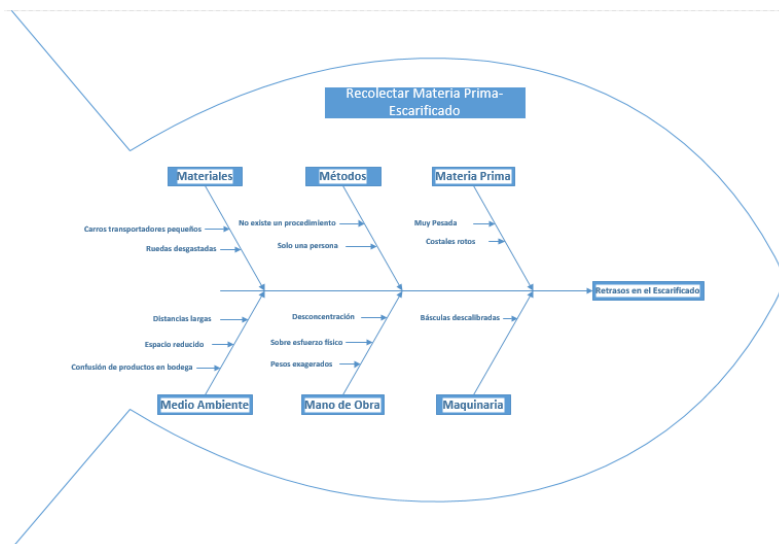 Recolectar Materia Prima-
Escarificado
Materiales
Métodos
Materia Prima
Carros transportadores pequeños
Ruedas desgastadas
No existe un procedimiento
Solo una persona
Muy Pesada
Costales rotos
Retrasos en el Escarificado
Distancias largas
Espacio reducido
Confusión de productos en bodega
Desconcentración
Sobre esfuerzo físico
Pesos exagerados
Básculas descalibradas
Medio Ambiente
Mano de Obra
Maquinaria